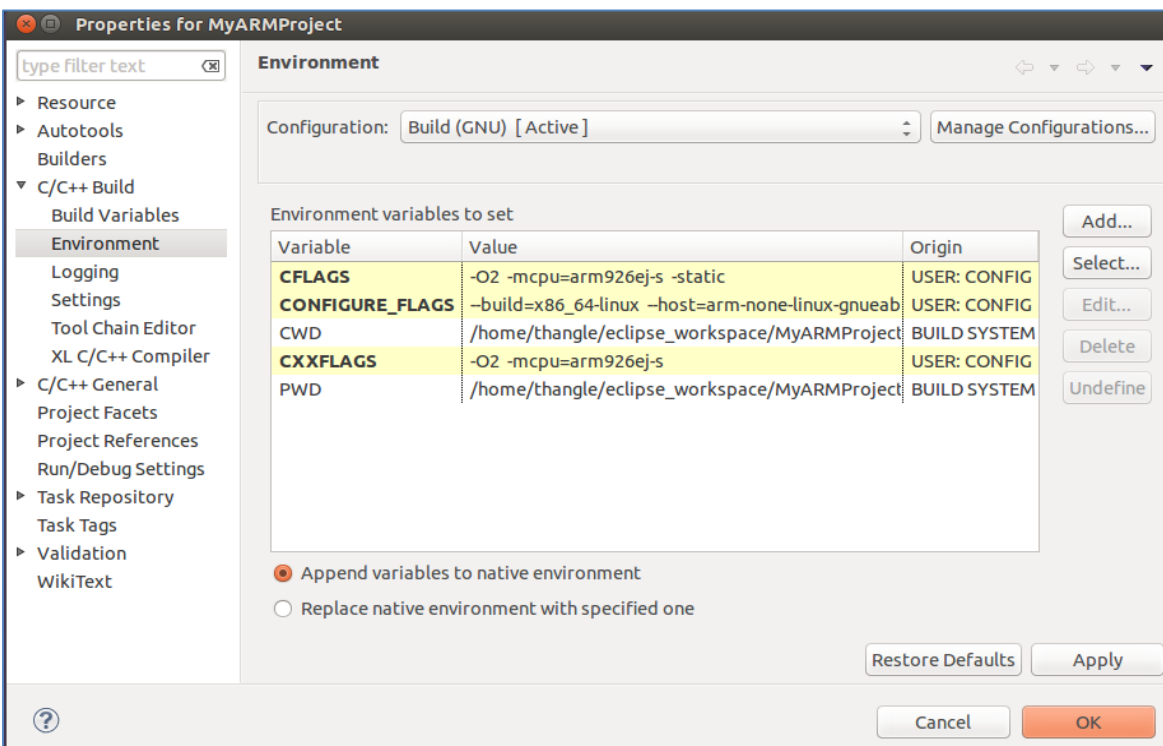 Properties for MyARMProject
type filter text
Environment
Resource
Autotools
Builders
C/C++ Build
Build Variables
Environment
Logging
Settings
Tool Chain Editor
XL C/C++ Compiler
C/C++ General
Project Facets
Project References
Run/Debug Settings
Task Repository
Task Tags
Validation
WikiText
Configuration: Build (GNU) [ Active ] Manage Configurations...
Environment variables to set
Variable Value Origin
CFLAGS -O2 -mcpu=arm926ej-s -static USER: CONFIG
CONFIGURE_FLAGS --build=x86_64-linux --host=arm-none-linux-gnueab USER: CONFIG
CWD /home/thangle/eclipse_workspace/MyARMProject BUILD SYSTEM
CXXFLAGS -O2 -mcpu=arm926ej-s USER: CONFIG
PWD /home/thangle/eclipse_workspace/MyARMProject BUILD SYSTEM
Add...
Select...
Edit...
Delete
Undefine
Append variables to native environment
Replace native environment with specified one
Restore Defaults Apply
? Cancel OK